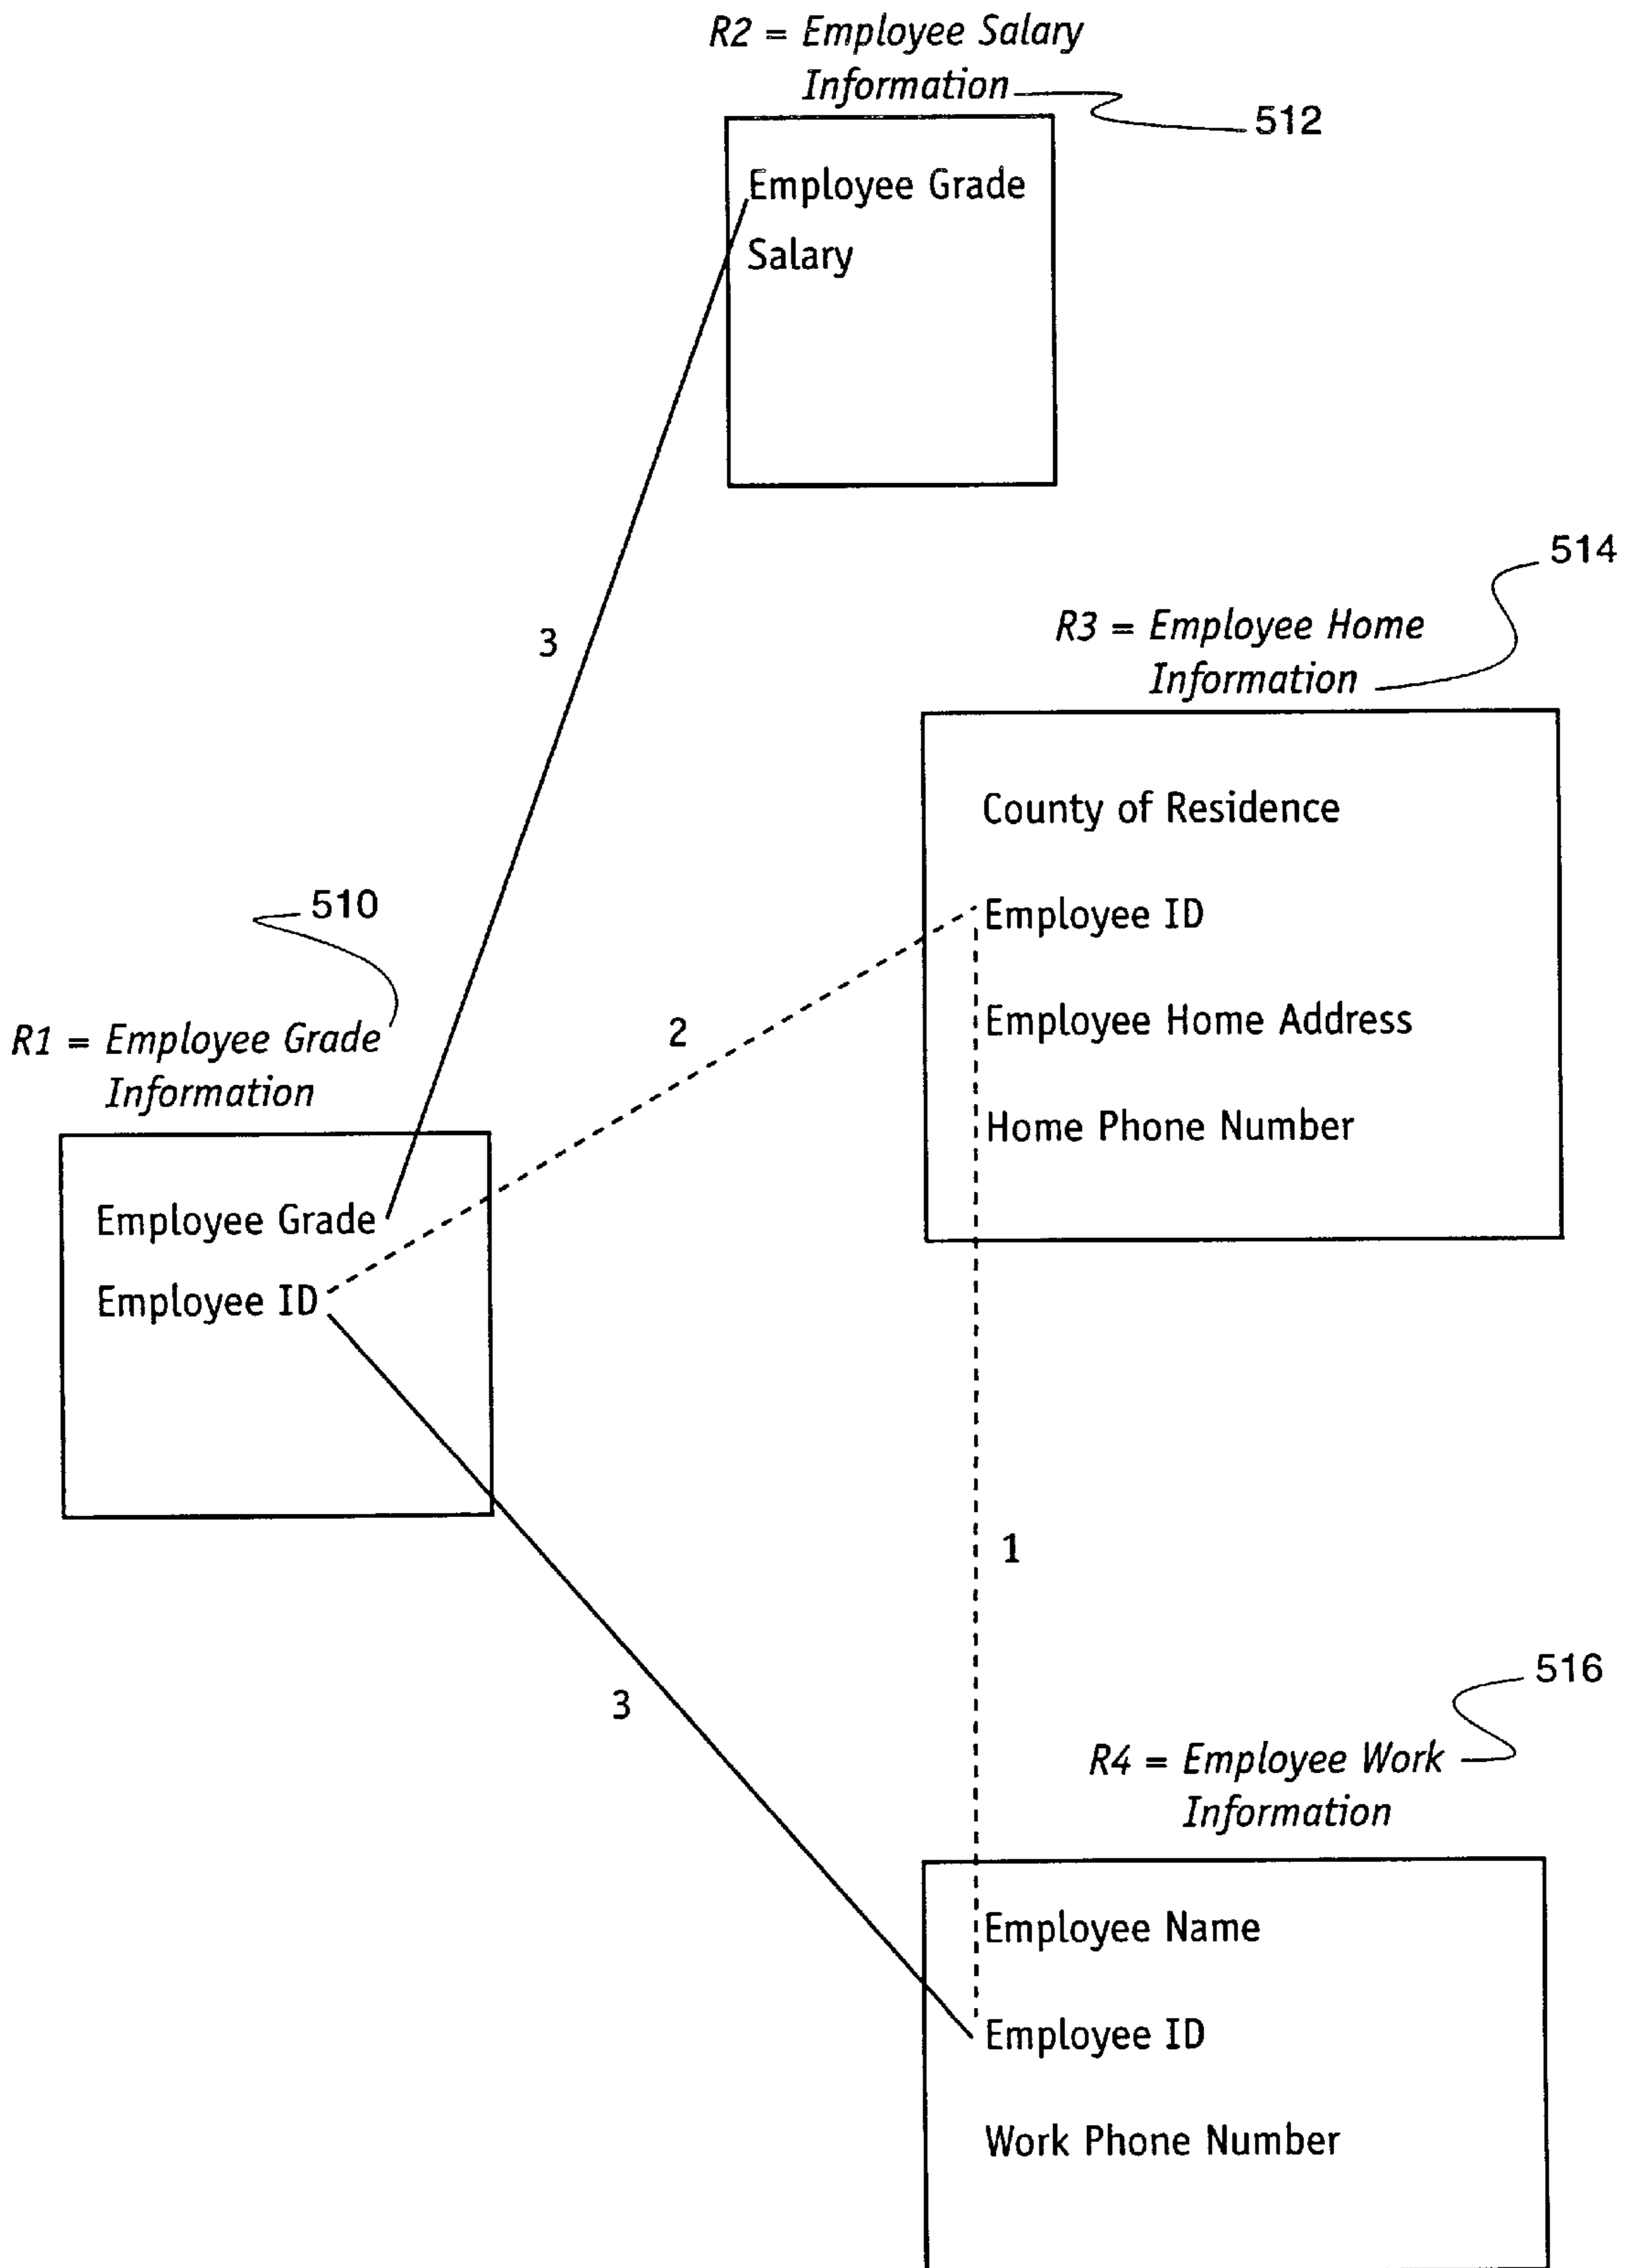 R2 = Employee Salary
Information
512
Employee Grade
Salary
514
R3 = Employee Home
Information
3
County of Residence
510
Employee ID
R1 = Employee Grade
Information
2
Employee Home Address
Home Phone Number
Employee Grade
Employee ID
1
516
3
R4 = Employee Work
Information
Employee Name
Employee ID
Work Phone Number